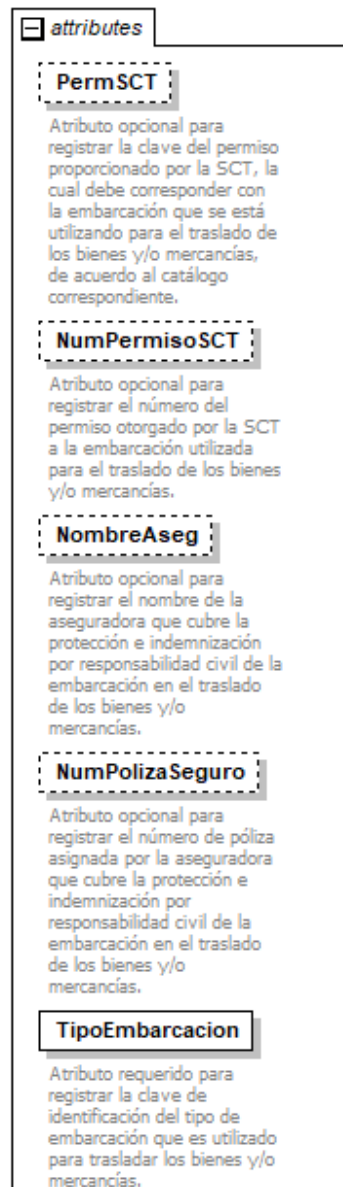 attributes
PermSCT
Atributo opcional para
registrar la clave del permiso
proporcionado por la SCT, la
cual debe corresponder con
la embarcación que se está
utilizando para el traslado de
los bienes y/o mercancías,
de acuerdo al catálogo
correspondiente.
NumPermisoSCT
Atributo opcional para
registrar el número del
permiso otorgado por la SCT
a la embarcación utilizada
para el traslado de los bienes
y/o mercancías.
NombreAseg
Atributo opcional para
registrar el nombre de la
aseguradora que cubre la
protección e indemnización
por responsabilidad civil de la
embarcación en el traslado
de los bienes y/o
mercancías.
NumPolizaSeguro
Atributo opcional para
registrar el número de póliza
asignada por la aseguradora
que cubre la protección e
indemnización por
responsabilidad civil de la
embarcación en el traslado
de los bienes y/o
mercancías.
TipoEmbarcacion
Atributo requerido para
registrar la clave de
identificación del tipo de
embarcación que es utilizado
para trasladar los bienes y/o
mercancías.